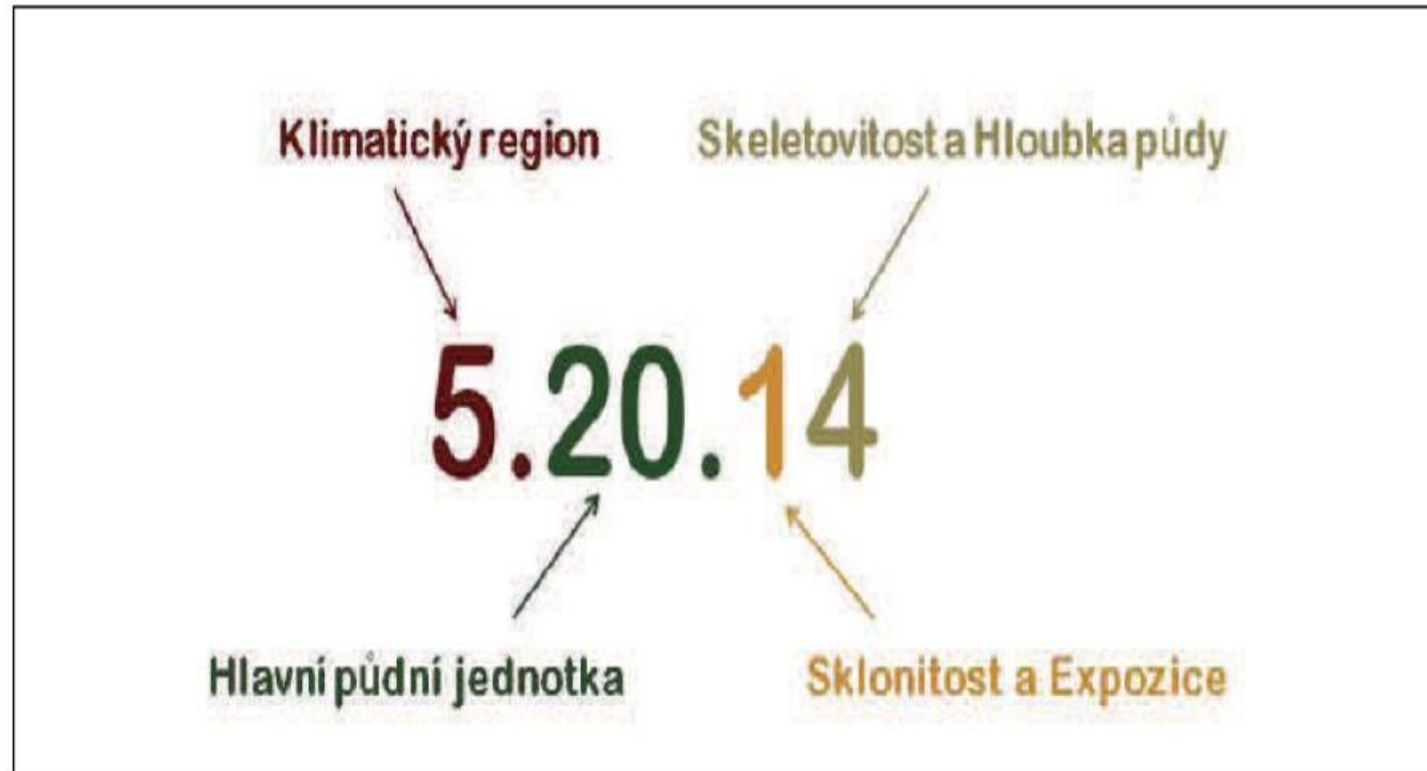 Klimatický region Skeletovitost a Hloubka půdy
5.20.14
Hlavní půdní jednotka Sklonitost a Expozice